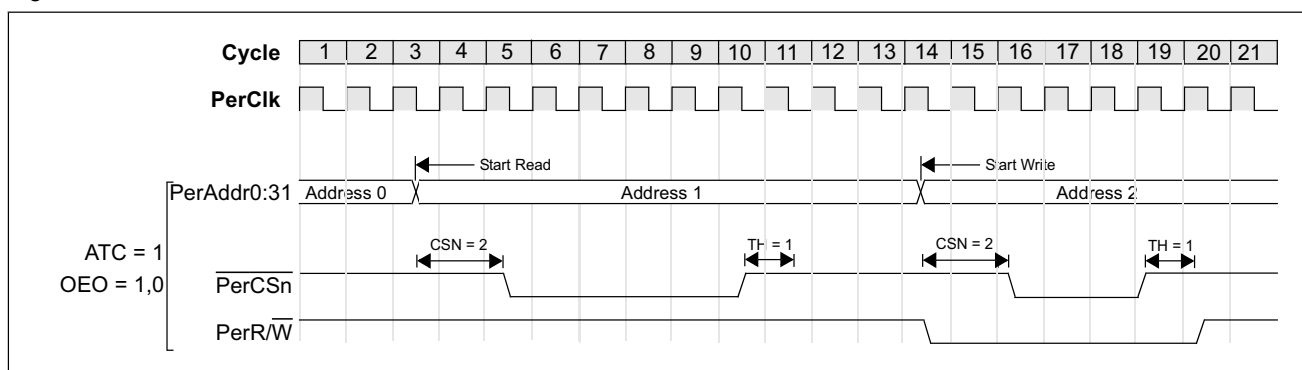 Cycle 1 2 3 4 5 6 7 8 9 10 11 12 13 14 15 16 17 18 19 20 21
PerClk
Start Read Start Write
PerAddr0:31 Address 0 Address 1 Address 2
ATC = 1
OEO = 1,0
CSN = 2 TH = 1 CSN = 2 TH = 1
PerCSn
PerR/W